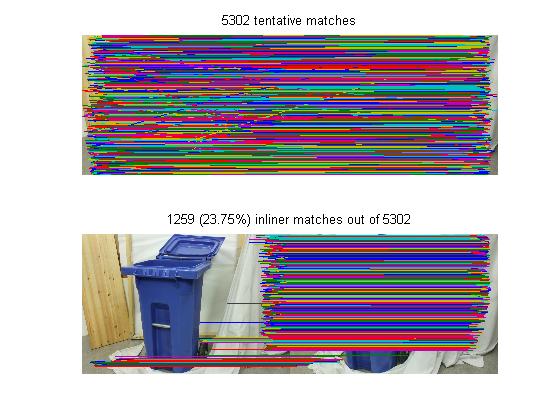 5302 tentative matches
1259 (23.75%) inliner matches out of 5302